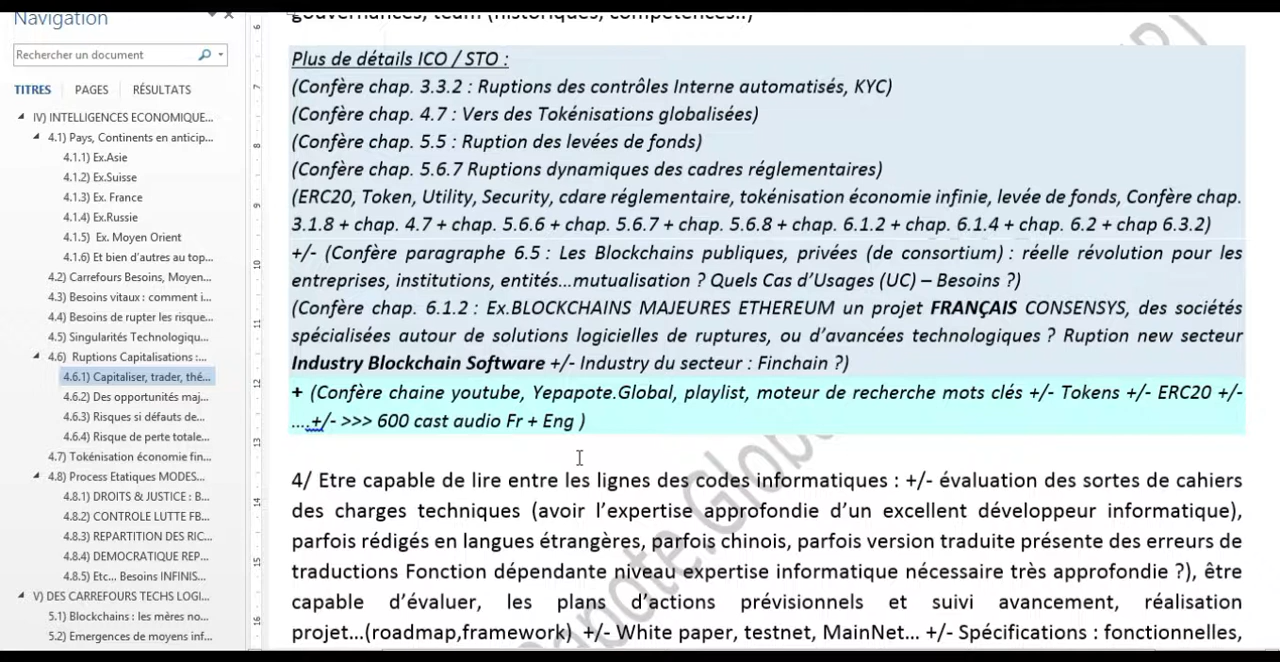 Navigation
Rechercher un document
TITRES
PAGES
RÉSULTATS
IV) INTELLIGENCES ECONOMIQUE...
4.1) Pays, Continents en anticip...
4.1.1) Ex.Asie
4.1.2) Ex.Suisse
4.1.3) Ex. France
4.1.4) Ex.Russie
4.1.5) Ex. Moyen Orient
4.1.6) Et bien d'autres au top...
4.2) Carrefours Besoins, Moyen...
4.3) Besoins vitaux : comment i...
4.4) Besoins de rupter les risque...
4.5) Singularités Technologiqu...
4.6) Ruptions Capitalisations :...
4.6.1) Capitaliser, trader, thé...
4.6.2) Des opportunités maj...
4.6.3) Risques si défauts de...
4.6.4) Risque de perte totale...
4.7) Tokénisation économie fin...
4.8) Process Etatiques MODES...
4.8.1) DROITS & JUSTICE : B...
4.8.2) CONTROLE LUTTE FB...
4.8.3) REPARTITION DES RIC...
4.8.4) DEMOCRATIQUE REP...
4.8.5) Etc... Besoins INFINIS...
V) DES CARREFOURS TECHS LOGI...
5.1) Blockchains : les mères no...
5.2) Emergences de moyens inf...
6
7
8
9
10
11
12
13
14
15
16
gouvernances, team (historiques, compétences..)
Plus de détails ICO / STO :
(Confère chap. 3.3.2 : Ruptions des contrôles Interne automatisés, KYC)
(Confère chap. 4.7 : Vers des Tokénisations globalisées)
(Confère chap. 5.5 : Ruption des levées de fonds)
(Confère chap. 5.6.7 Ruptions dynamiques des cadres réglementaires)
(ERC20, Token, Utility, Security, cdare réglementaire, tokénisation économie infinie, levée de fonds, Confère chap.
3.1.8 + chap. 4.7 + chap. 5.6.6 + chap. 5.6.7 + chap. 5.6.8 + chap. 6.1.2 + chap. 6.1.4 + chap. 6.2 + chap 6.3.2)
+/- (Confère paragraphe 6.5 : Les Blockchains publiques, privées (de consortium) : réelle révolution pour les
entreprises, institutions, entités...mutualisation ? Quels Cas d'Usages (UC) – Besoins ?)
(Confère chap. 6.1.2 : Ex.BLOCKCHAINS MAJEURES ETHEREUM un projet FRANÇAIS CONSENSYS, des sociétés
spécialisées autour de solutions logicielles de ruptures, ou d'avancées technologiques ? Ruption new secteur
Industry Blockchain Software +/- Industry du secteur : Finchain ?)
+ (Confère chaine youtube, Yepapote.Global, playlist, moteur de recherche mots clés +/- Tokens +/- ERC20 +/-
....+/- >>> 600 cast audio Fr + Eng )
4/ Etre capable de lire entre les lignes des codes informatiques : +/- évaluation des sortes de cahiers
des charges techniques (avoir l'expertise approfondie d'un excellent développeur informatique),
parfois rédigés en langues étrangères, parfois chinois, parfois version traduite présente des erreurs de
traductions Fonction dépendante niveau expertise informatique nécessaire très approfondie ?), être
capable d'évaluer, les plans d'actions prévisionnels et suivi avancement, réalisation
projet...(roadmap,framework) +/- White paper, testnet, MainNet... +/- Spécifications : fonctionnelles,